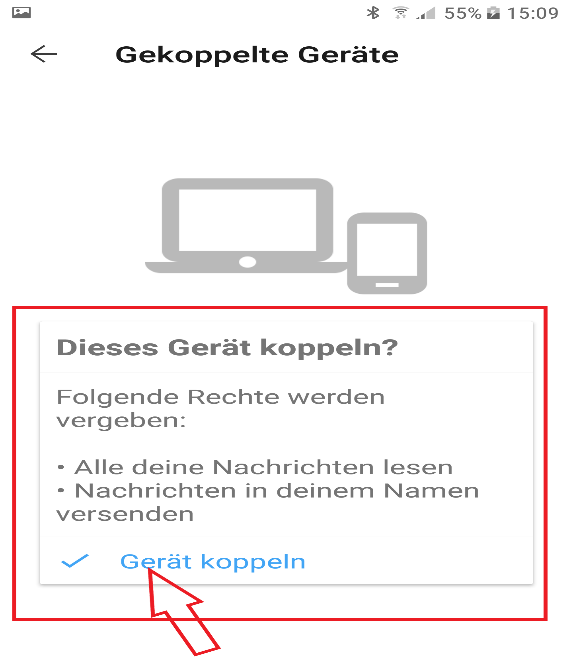 55% 15:09
Gekoppelte Geräte
Dieses Gerät koppeln?
Folgende Rechte werden
vergeben:
• Alle deine Nachrichten lesen
• Nachrichten in deinem Namen
versenden
Gerät koppeln